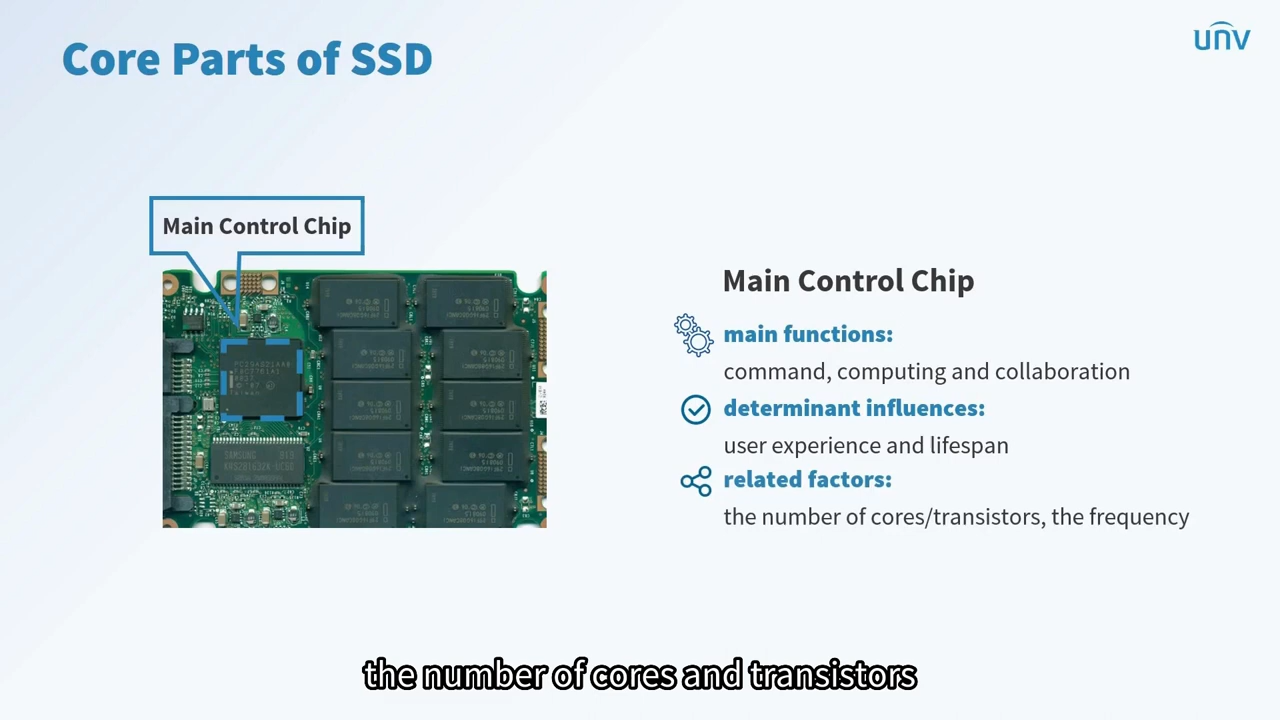 Core Parts of SSD
unv
Main Control Chip
SAMSUNG
Main Control Chip
main functions:
command, computing and collaboration
determinant influences:
user experience and lifespan
related factors:
the number of cores/transistors, the frequency
the number of cores and transistors